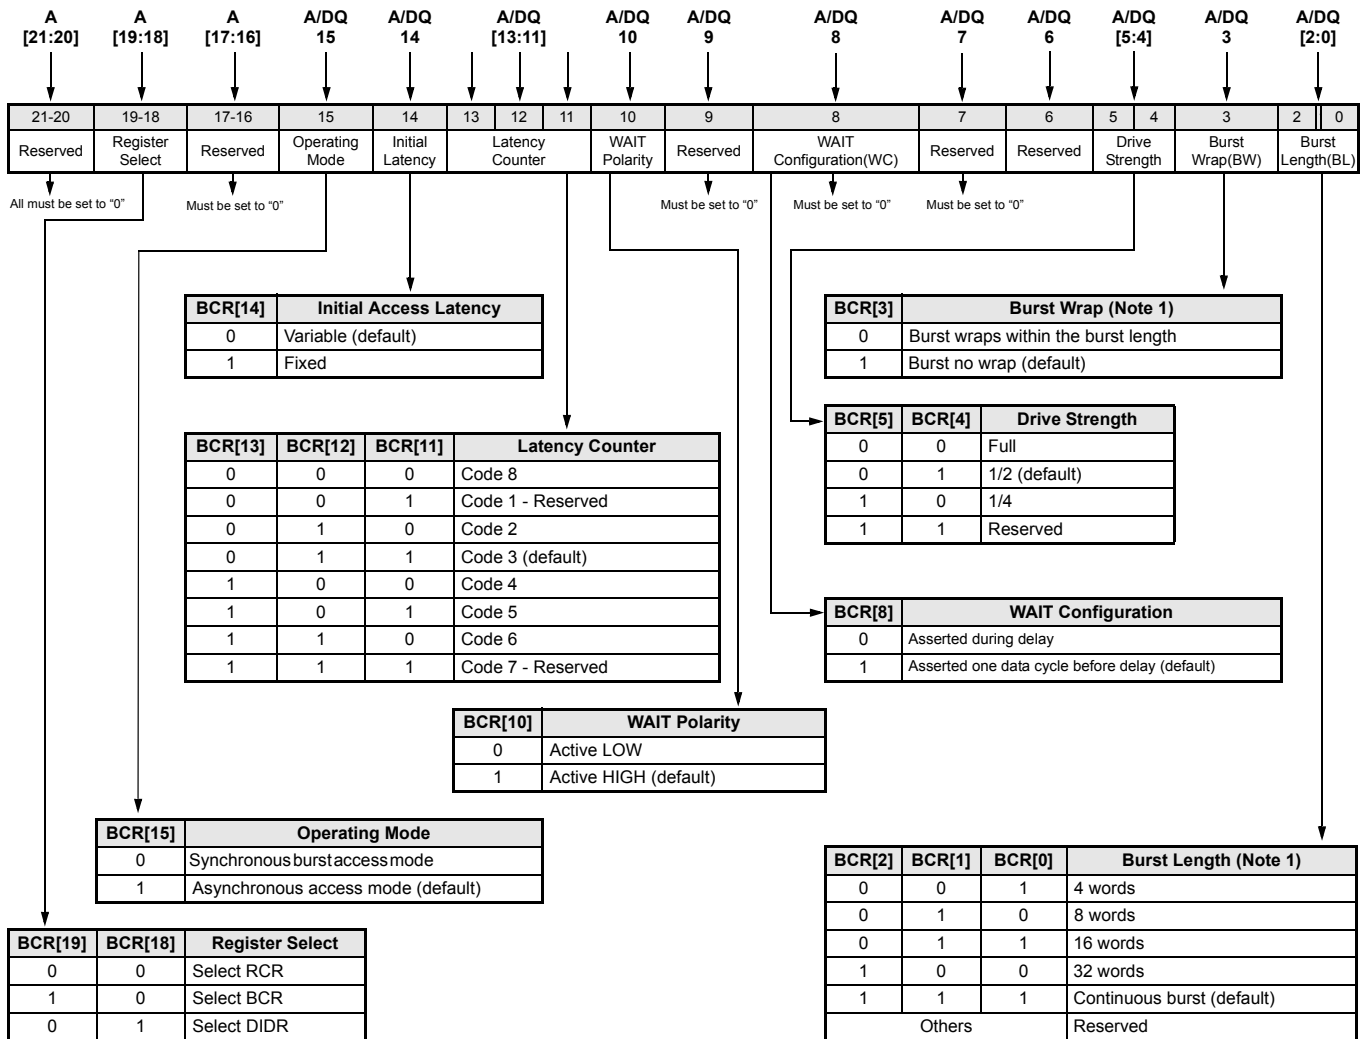 A A A A/DQ A/DQ A/DQ A/DQ A/DQ A/DQ A/DQ A/DQ A/DQ A/DQ A/DQ
[21:20] [19:18] [17:16] 15 14 [13:11] 10 9 8 7 6 [5:4] 3 [2:0]
21-20 19-18 17-16 15 14 13 12 11 10 9 8 7 6 5 4 3 2 0
Reserved Register Select Reserved Operating Mode Initial Latency Latency Counter WAIT Polarity Reserved WAIT Configuration(WC) Reserved Reserved Drive Strength Burst Wrap(BW) Burst Length(BL)
All must be set to “0” Must be set to “0” Must be set to “0” Must be set to “0” Must be set to “0”
BCR[14] Initial Access Latency
0 Variable (default)
1 Fixed
BCR[3] Burst Wrap (Note 1)
0 Burst wraps within the burst length
1 Burst no wrap (default)
BCR[13] BCR[12] BCR[11] Latency Counter
0 0 0 Code 8
0 0 1 Code 1 - Reserved
0 1 0 Code 2
0 1 1 Code 3 (default)
1 0 0 Code 4
1 0 1 Code 5
1 1 0 Code 6
1 1 1 Code 7 - Reserved
BCR[5] BCR[4] Drive Strength
0 0 Full
0 1 1/2 (default)
1 0 1/4
1 1 Reserved
BCR[8] WAIT Configuration
0 Asserted during delay
1 Asserted one data cycle before delay (default)
BCR[10] WAIT Polarity
0 Active LOW
1 Active HIGH (default)
BCR[15] Operating Mode
0 Synchronous burst access mode
1 Asynchronous access mode (default)
BCR[2] BCR[1] BCR[0] Burst Length (Note 1)
0 0 1 4 words
0 1 0 8 words
0 1 1 16 words
1 0 0 32 words
1 1 1 Continuous burst (default)
Others Reserved
BCR[19] BCR[18] Register Select
0 0 Select RCR
1 0 Select BCR
0 1 Select DIDR